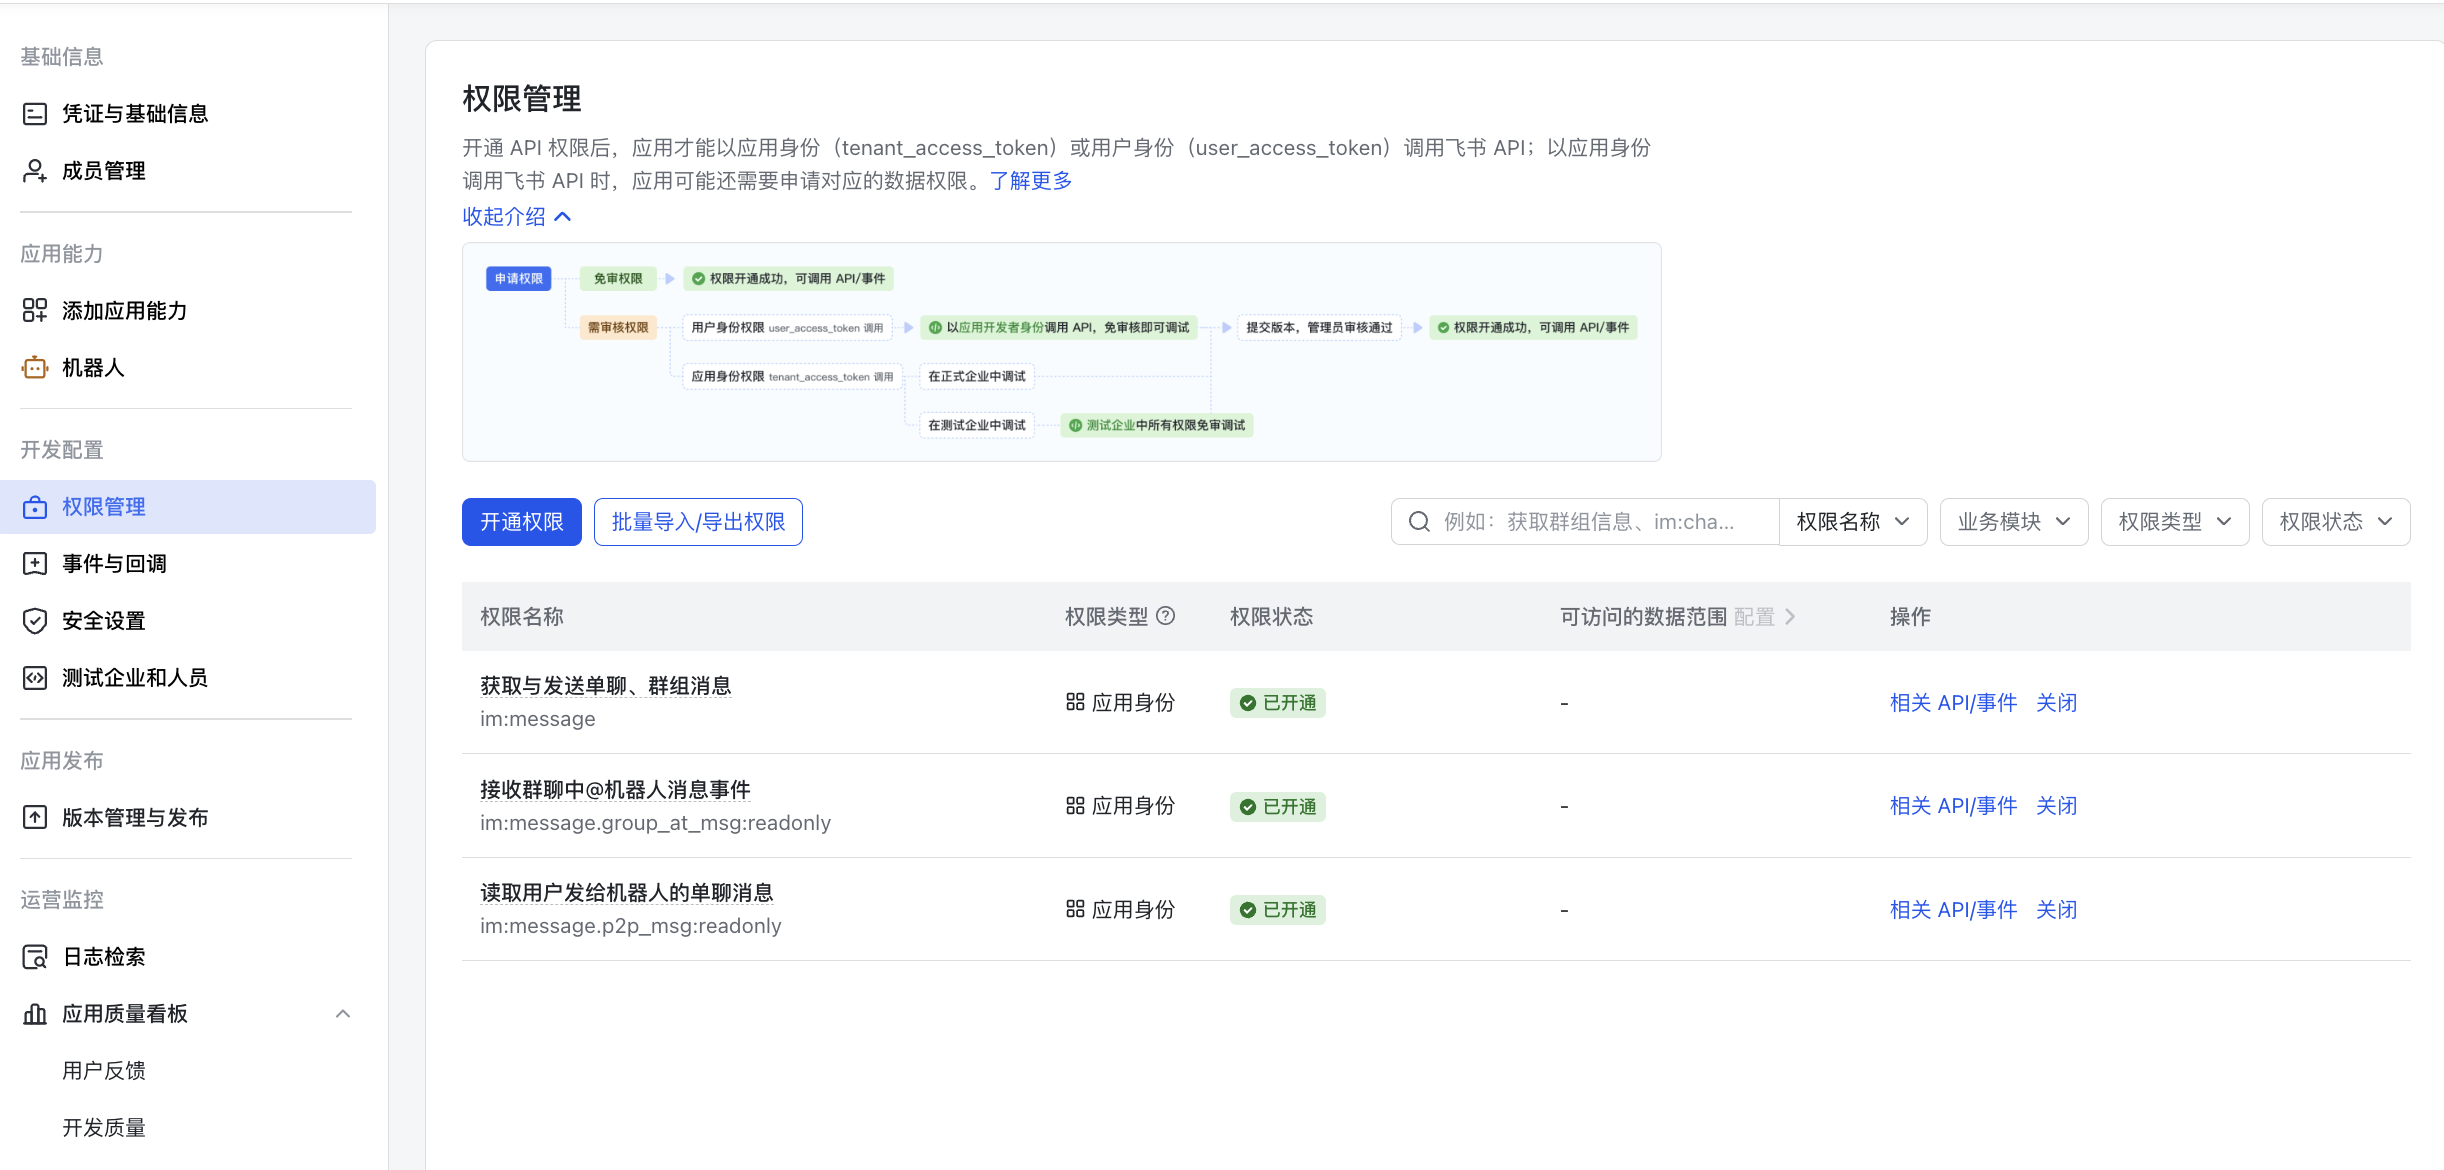 基础信息
凭证与基础信息
成员管理
应用能力
添加应用能力
机器人
开发配置
权限管理
事件与回调
安全设置
测试企业和人员
应用发布
版本管理与发布
运营监控
日志检索
应用质量看板
用户反馈
开发质量
权限管理
开通 API 权限后，应用才能以应用身份（tenant_access_token）或用户身份（user_access_token）调用飞书 API；以应用身份
调用飞书 API 时，应用可能还需要申请对应的数据权限。了解更多
收起介绍
申请权限 免审权限 权限开通成功，可调用 API/事件
需审核权限 用户身份权限 user_access_token 调用 以应用开发者身份调用 API，免审核即可调试 提交版本，管理员审核通过 权限开通成功，可调用 API/事件
应用身份权限 tenant_access_token 调用 在正式企业中调试
在测试企业中调试 测试企业中所有权限免审调试
开通权限 批量导入/导出权限 例如：获取群组信息、im:cha... 权限名称 业务模块 权限类型 权限状态
权限名称 权限类型 权限状态 可访问的数据范围 配置 操作
获取与发送单聊、群组消息
im:message
应用身份 已开通 - 相关 API/事件 关闭
接收群聊中@机器人消息事件
im:message.group_at_msg:readonly
应用身份 已开通 - 相关 API/事件 关闭
读取用户发给机器人的单聊消息
im:message.p2p_msg:readonly
应用身份 已开通 - 相关 API/事件 关闭